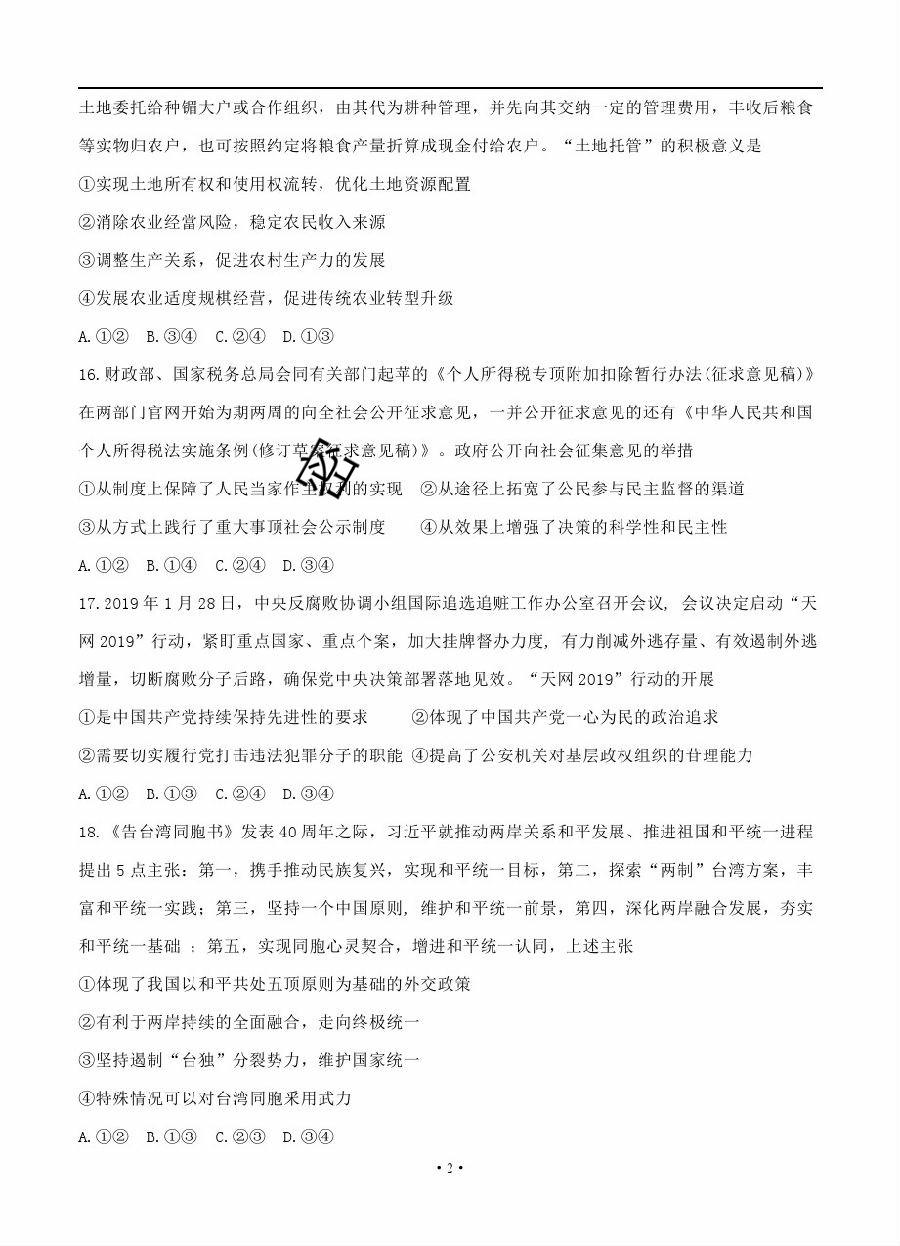 土地委托给种镅大户或合作组织，由其代为耕种管理，并先向其交纳一定的管理费用，丰收后粮食
等实物归农户，也可按照约定将粮食产量折算成现金付给农户。“土地托管”的积极意义是
①实现土地所有权和使用权流转，优化土地资源配置
②消除农业经营风险，稳定农民收入来源
③调整生产关系，促进农村生产力的发展
④发展农业适度规棋经营，促进传统农业转型升级
A.①② B.③④ C.②④ D.①③
16.财政部、国家税务总局会同有关部门起苹的《个人所得税专项附加扣除暂行办法(征求意见稿)》
在两部门官网开始为期两周的向全社会公开征求意见，一并公开征求意见的还有《中华人民共和国
个人所得税法实施条例(修订草案征求意见稿)》。政府公开向社会征集意见的举措
①从制度上保障了人民当家作主权利的实现 ②从途径上拓宽了公民参与民主监督的渠道
③从方式上践行了重大事顶社会公示制度 ④从效果上增强了决策的科学性和民主性
A.①② B.①④ C.②④ D.③④
17.2019年1月28日，中央反腐败协调小组国际追选追赃工作办公室召开会议, 会议决定启动“天
网2019”行动，紧盯重点国家、重点个案，加大挂牌督办力度, 有力削减外逃存量、有效遏制外逃
增量，切断腐败分子后路，确保党中央决策部署落地见效。“天网2019”行动的开展
①是中国共产党持续保持先进性的要求 ②体现了中国共产党一心为民的政治追求
②需要切实履行党打击违法犯罪分子的职能 ④提高了公安机关对基层政权组织的管理能力
A.①② B.①③ C.②④ D.③④
18.《告台湾同胞书》发表40周年之际，习近平就推动两岸关系和平发展、推进祖国和平统一进程
提出5点主张：第一，携手推动民族复兴，实现和平统一目标，第二，探索“两制”台湾方案，丰
富和平统一实践；第三，坚持一个中国原则, 维护和平统一前景，第四，深化两岸融合发展，夯实
和平统一基础 ；第五，实现同胞心灵契合，增进和平统一认同，上述主张
①体现了我国以和平共处五顶原则为基础的外交政策
②有利于两岸持续的全面融合，走向终极统一
③坚持遏制“台独”分裂势力，维护国家统一
④特殊情况可以对台湾同胞釆用武力
A.①② B.①③ C.②③ D.③④
·2·